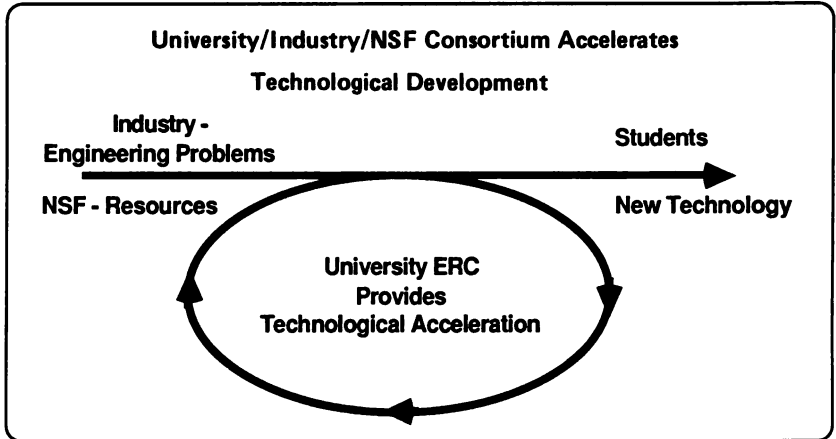 University/Industry/NSF Consortium Accelerates
Technological Development
Industry -
Engineering Problems
Students
NSF - Resources
New Technology
University ERC
Provides
Technological Acceleration